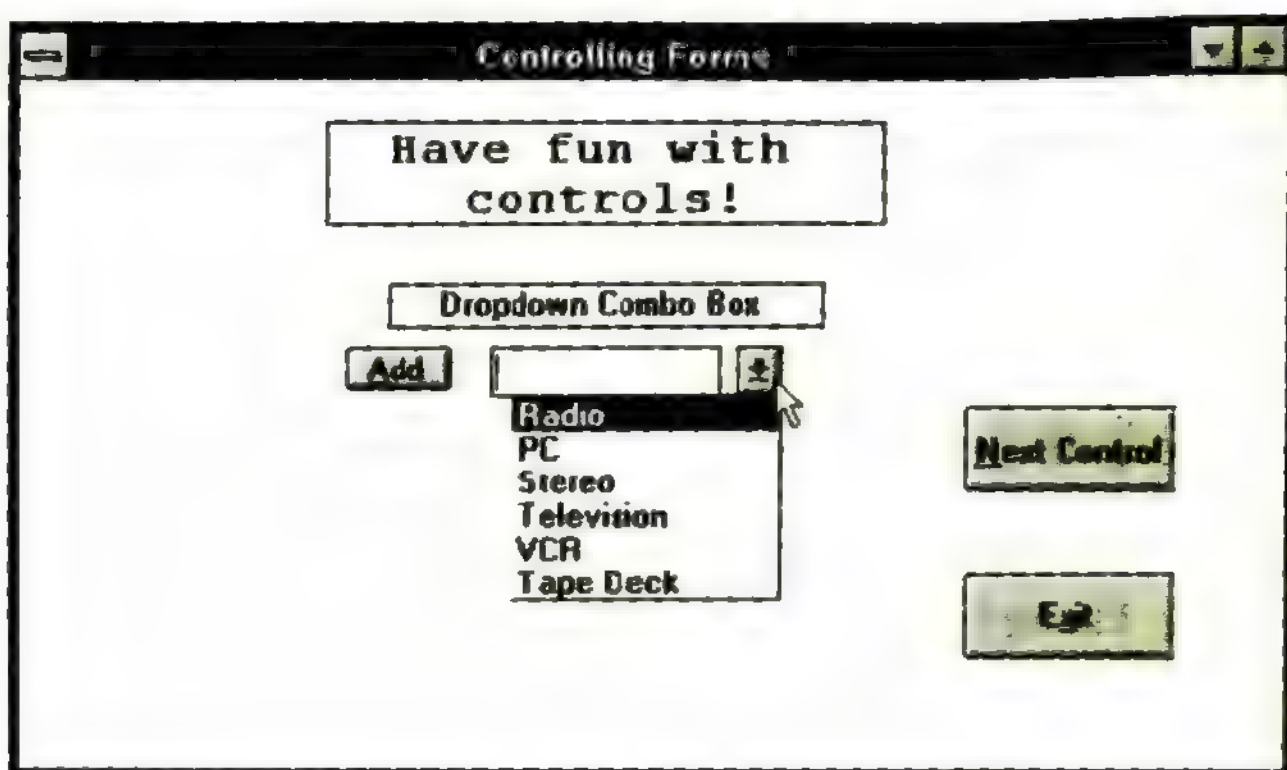 Controlling Forms
Have fun with
controls!
Dropdown Combo Box
Add
Radio
PC
Stereo
Television
VCR
Tape Deck
Next Control
Exit